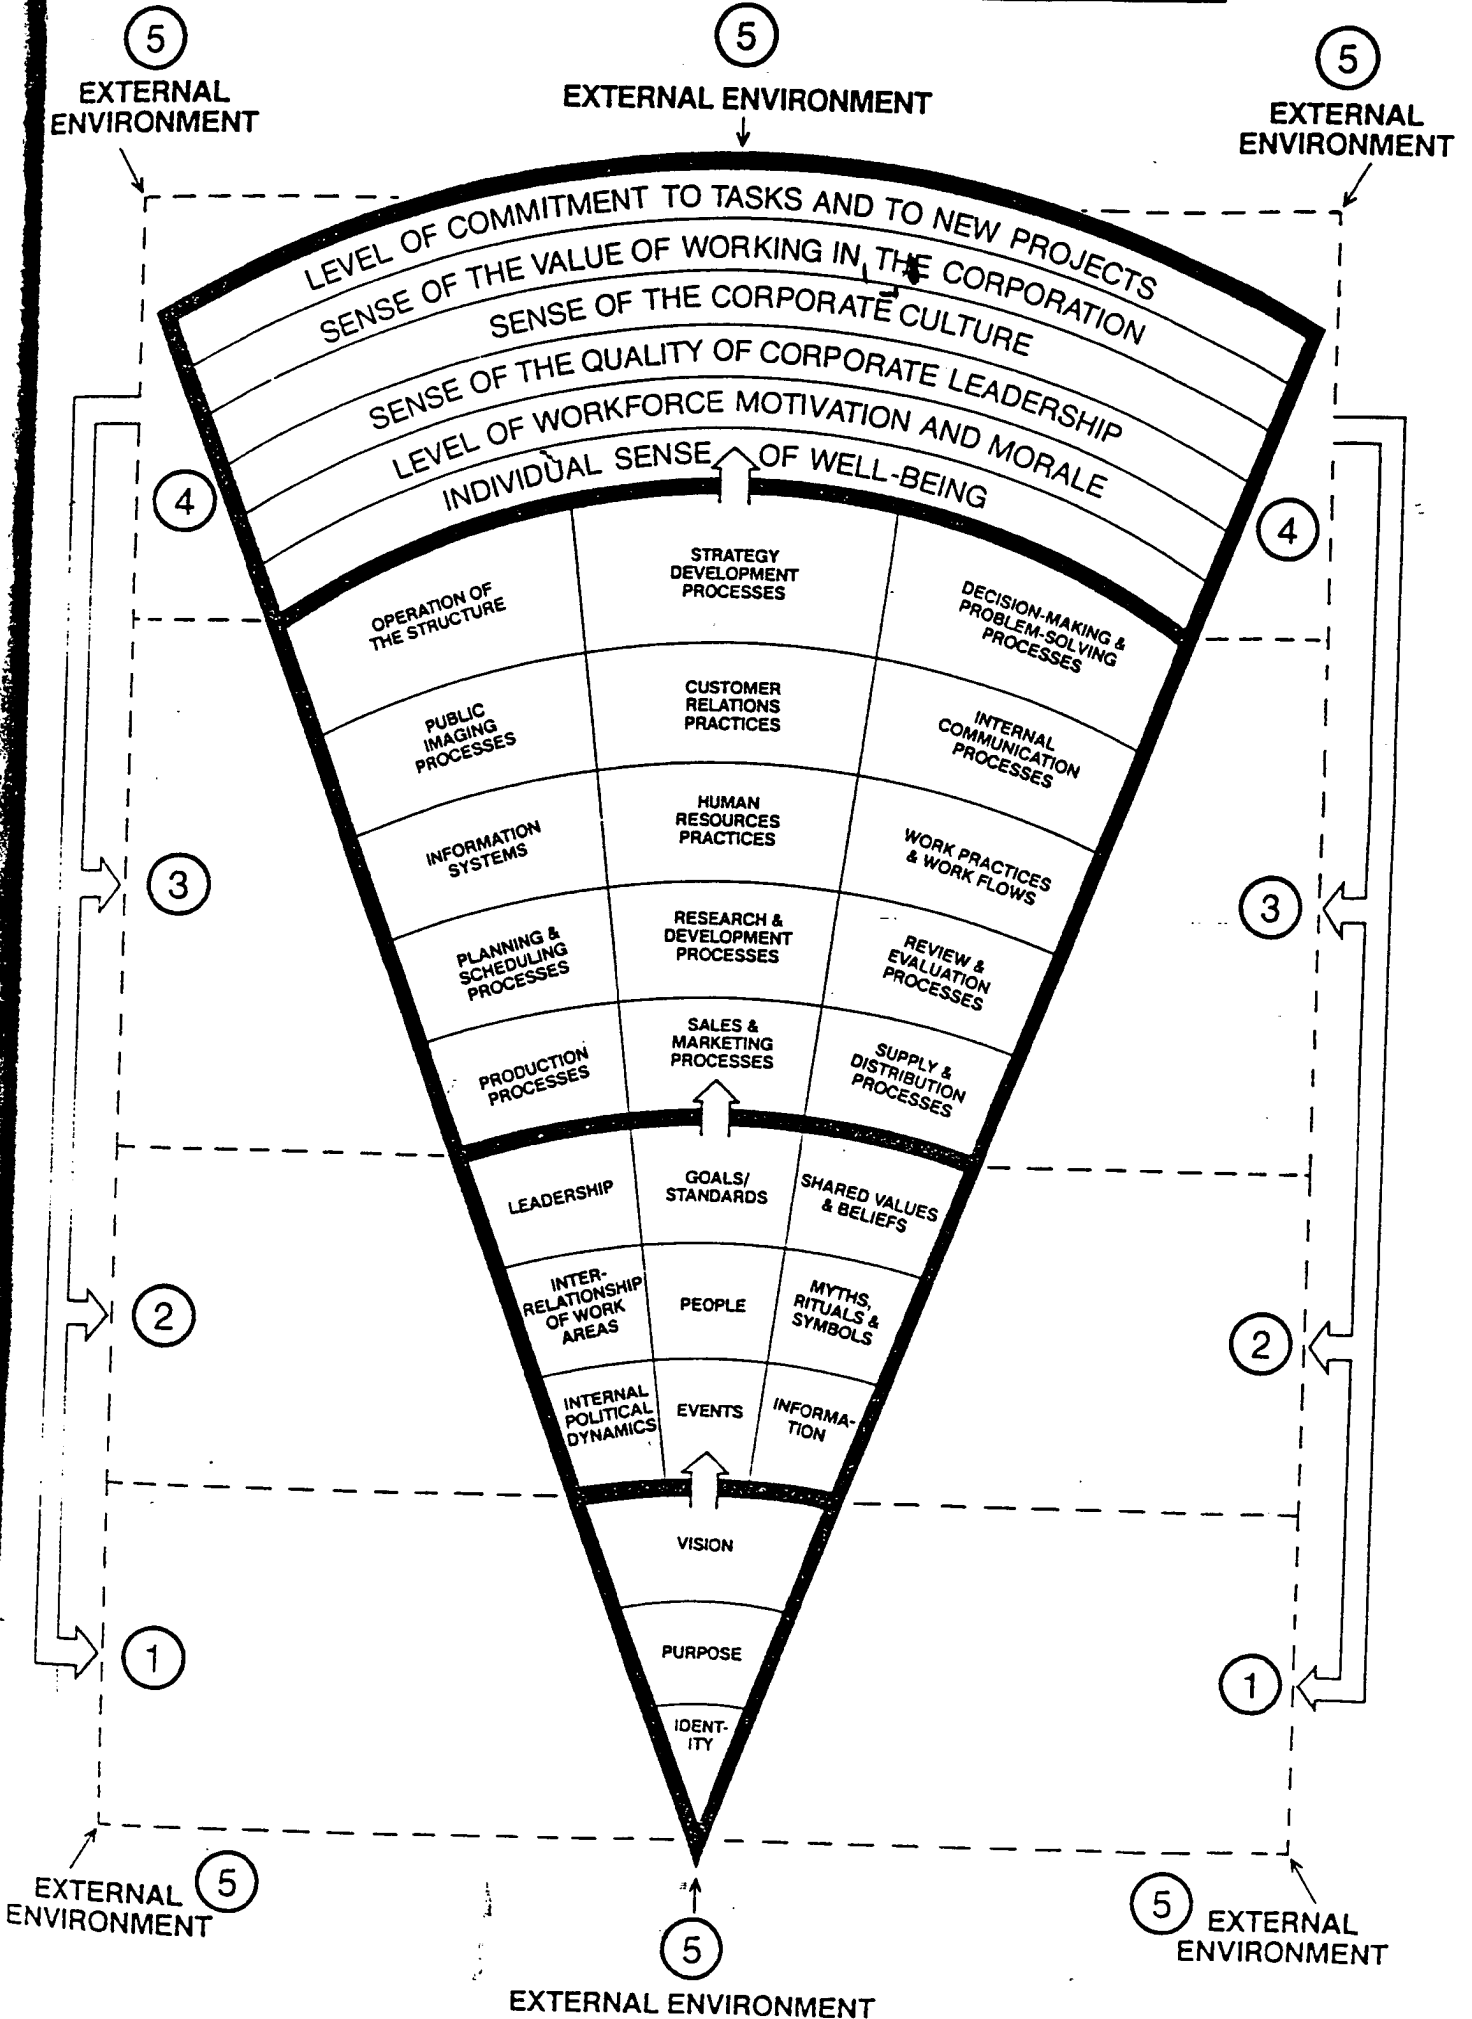 5
EXTERNAL
ENVIRONMENT
5
EXTERNAL ENVIRONMENT
5
EXTERNAL
ENVIRONMENT
LEVEL OF COMMITMENT TO TASKS AND TO NEW PROJECTS
SENSE OF THE VALUE OF WORKING IN THE CORPORATION
SENSE OF THE CORPORATE CULTURE
SENSE OF THE QUALITY OF CORPORATE LEADERSHIP
LEVEL OF WORKFORCE MOTIVATION AND MORALE
INDIVIDUAL SENSE OF WELL-BEING
4
4
OPERATION OF
THE STRUCTURE
STRATEGY
DEVELOPMENT
PROCESSES
DECISION-MAKING &
PROBLEM-SOLVING
PROCESSES
PUBLIC
IMAGING
PROCESSES
CUSTOMER
RELATIONS
PRACTICES
INTERNAL
COMMUNICATION
PROCESSES
INFORMATION
SYSTEMS
HUMAN
RESOURCES
PRACTICES
WORK PRACTICES
& WORK FLOWS
3
3
PLANNING &
SCHEDULING
PROCESSES
RESEARCH &
DEVELOPMENT
PROCESSES
REVIEW &
EVALUATION
PROCESSES
PRODUCTION
PROCESSES
SALES &
MARKETING
PROCESSES
SUPPLY &
DISTRIBUTION
PROCESSES
LEADERSHIP
GOALS/
STANDARDS
SHARED VALUES
& BELIEFS
INTER-
RELATIONSHIP
OF WORK
AREAS
PEOPLE
MYTHS,
RITUALS &
SYMBOLS
2
2
INTERNAL
POLITICAL
DYNAMICS
EVENTS
INFORMA-
TION
VISION
PURPOSE
1
1
IDENT-
ITY
EXTERNAL
ENVIRONMENT
5
5
EXTERNAL
ENVIRONMENT
5
EXTERNAL ENVIRONMENT